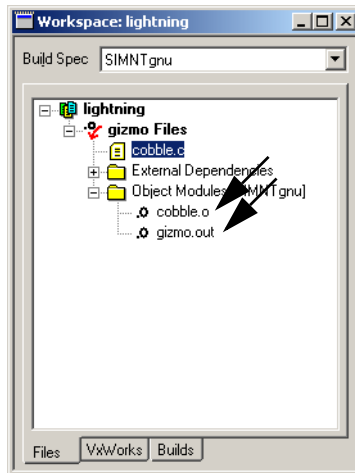 Workspace: lightning
Build Spec SIMNTgnu
lightning
gizmo Files
cobble.c
External Dependencies
Object Modules [SIMNTgnu]
cobble.o
gizmo.out
Files VxWorks Builds